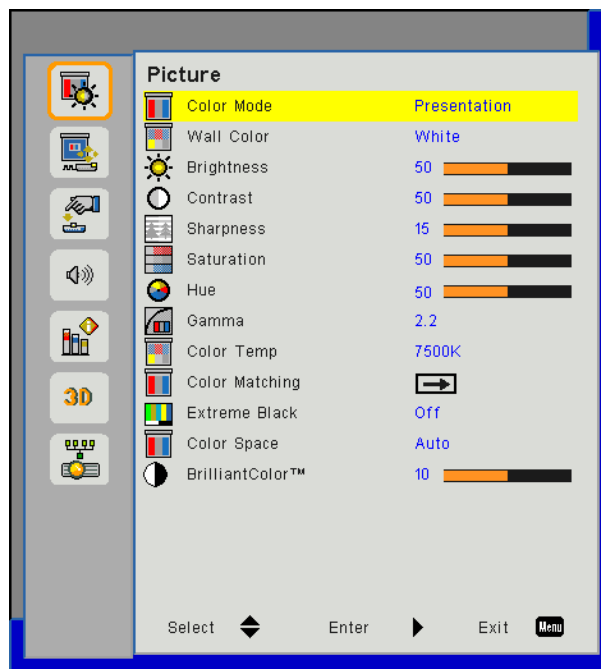 Picture
Color Mode Presentation
Wall Color White
Brightness 50
Contrast 50
Sharpness 15
Saturation 50
Hue 50
Gamma 2.2
Color Temp 7500K
Color Matching
Extreme Black Off
Color Space Auto
BrilliantColor™ 10
3D
Select Enter Exit Menu